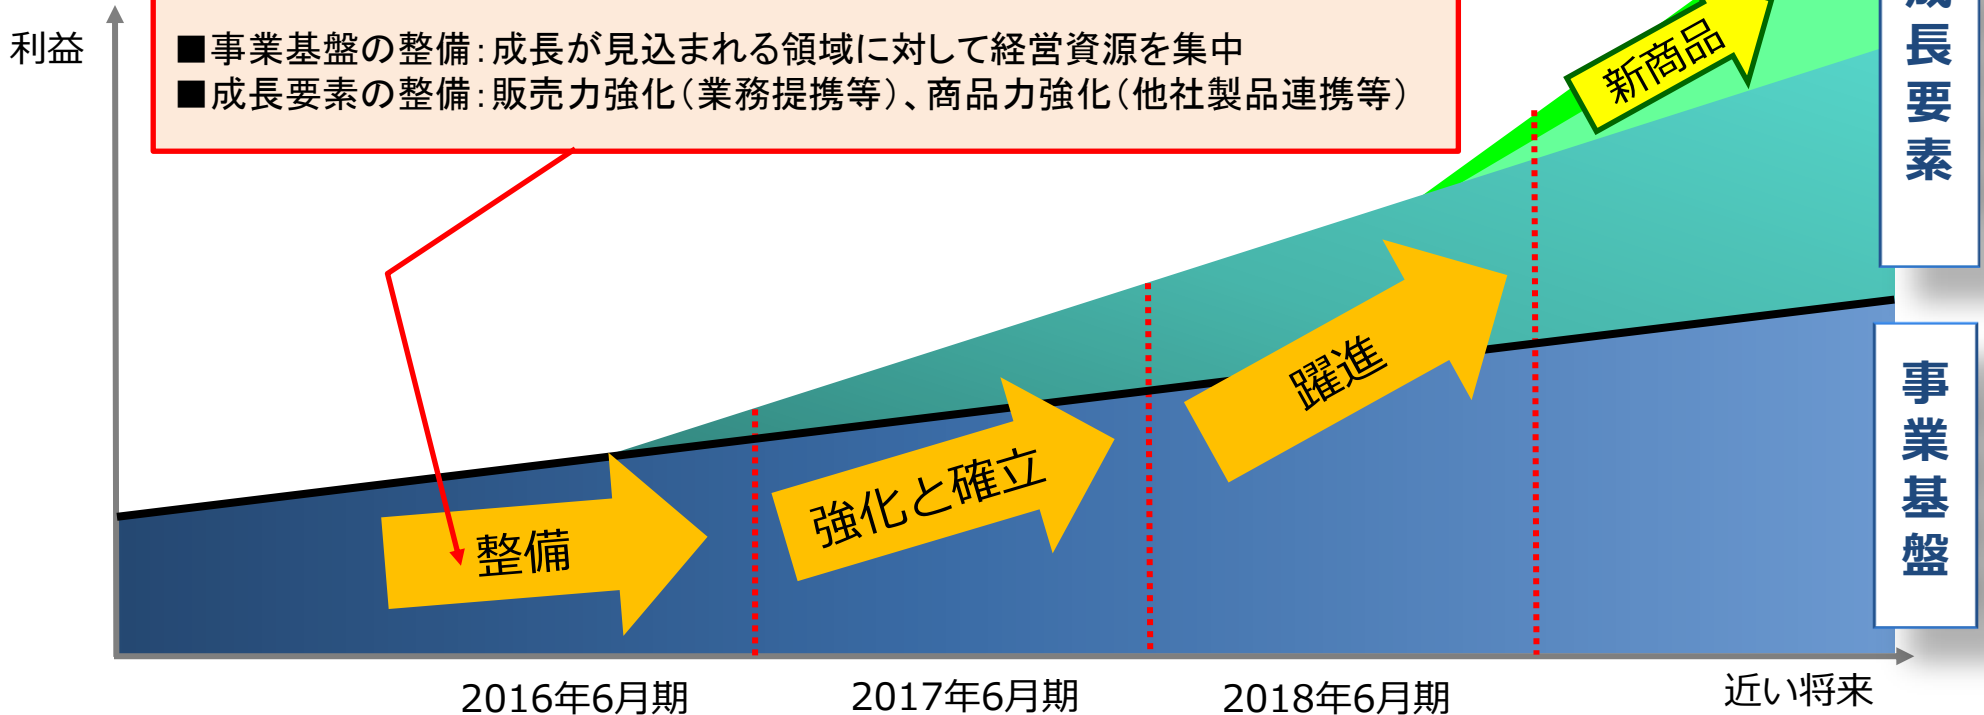 利益
■事業基盤の整備：成長が見込まれる領域に対して経営資源を集中
■成長要素の整備：販売力強化（業務提携等）、商品力強化（他社製品連携等）
新商品
成長要素
躍進
強化と確立
整備
事業基盤
2016年6月期
2017年6月期
2018年6月期
近い将来